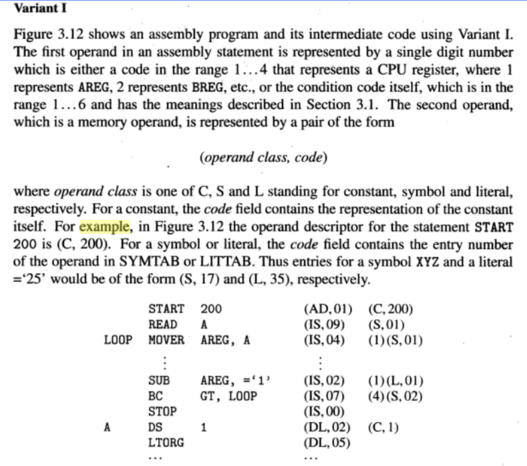 Variant I
Figure 3.12 shows an assembly program and its intermediate code using Variant I.
The first operand in an assembly statement is represented by a single digit number
which is either a code in the range 1...4 that represents a CPU register, where 1
represents AREG, 2 represents BREG, etc., or the condition code itself, which is in the
range 1...6 and has the meanings described in Section 3.1. The second operand,
which is a memory operand, is represented by a pair of the form
(operand class, code)
where operand class is one of C, S and L standing for constant, symbol and literal,
respectively. For a constant, the code field contains the representation of the constant
itself. For example, in Figure 3.12 the operand descriptor for the statement START
200 is (C, 200). For a symbol or literal, the code field contains the entry number
of the operand in SYMTAB or LITTAB. Thus entries for a symbol XYZ and a literal
='25' would be of the form (S, 17) and (L, 35), respectively.
START 200 (AD,01) (C,200)
READ A (IS,09) (S,01)
LOOP MOVER AREG, A (IS,04) (1)(S,01)
⋮ ⋮
SUB AREG, ='1' (IS,02) (1)(L,01)
BC GT, LOOP (IS,07) (4)(S,02)
STOP (IS,00)
A DS 1 (DL,02) (C,1)
LTORG (DL,05)
... ...